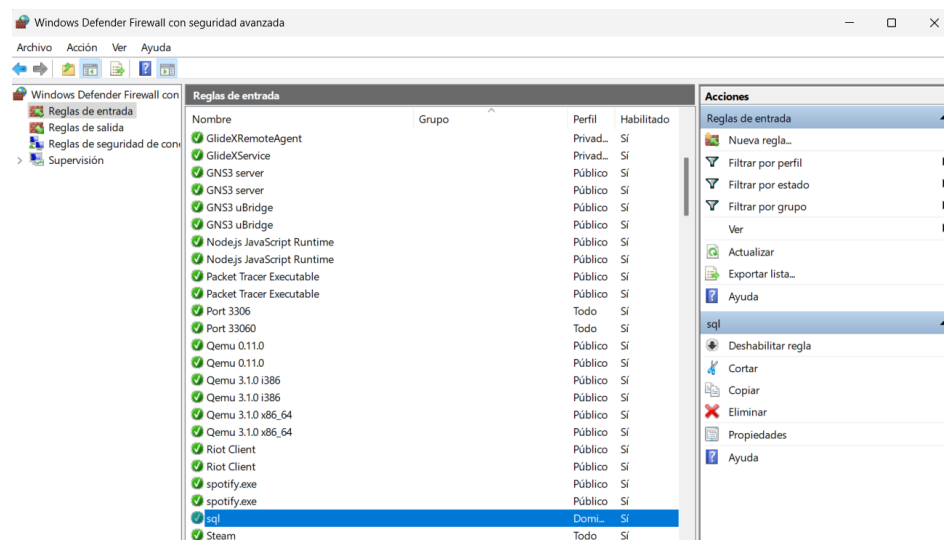 Windows Defender Firewall con seguridad avanzada
Archivo Acción Ver Ayuda
Windows Defender Firewall con
Reglas de entrada
Reglas de salida
Reglas de seguridad de con
Supervisión
Reglas de entrada
Nombre Grupo Perfil Habilitado
GlideXRemoteAgent Privad... Sí
GlideXService Privad... Sí
GNS3 server Público Sí
GNS3 server Público Sí
GNS3 uBridge Público Sí
GNS3 uBridge Público Sí
Node.js JavaScript Runtime Público Sí
Node.js JavaScript Runtime Público Sí
Packet Tracer Executable Público Sí
Packet Tracer Executable Público Sí
Port 3306 Todo Sí
Port 33060 Todo Sí
Qemu 0.11.0 Público Sí
Qemu 0.11.0 Público Sí
Qemu 3.1.0 i386 Público Sí
Qemu 3.1.0 i386 Público Sí
Qemu 3.1.0 x86_64 Público Sí
Qemu 3.1.0 x86_64 Público Sí
Riot Client Público Sí
Riot Client Público Sí
spotify.exe Público Sí
spotify.exe Público Sí
sql Domi... Sí
Steam Todo Sí
Acciones
Reglas de entrada
Nueva regla...
Filtrar por perfil
Filtrar por estado
Filtrar por grupo
Ver
Actualizar
Exportar lista...
Ayuda
sql
Deshabilitar regla
Cortar
Copiar
Eliminar
Propiedades
Ayuda